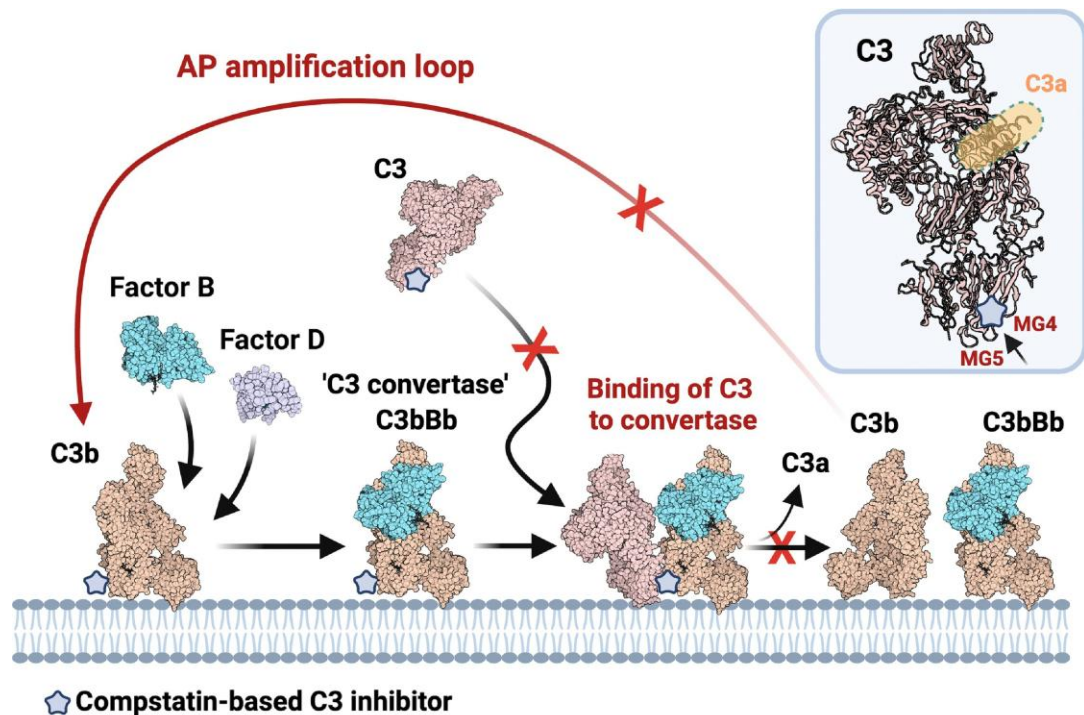 AP amplification loop
C3
C3a
C3
MG4
MG5
Factor B
Factor D
'C3 convertase'
C3bBb
Binding of C3
to convertase
C3b
C3a
C3b
C3bBb
Compstatin-based C3 inhibitor